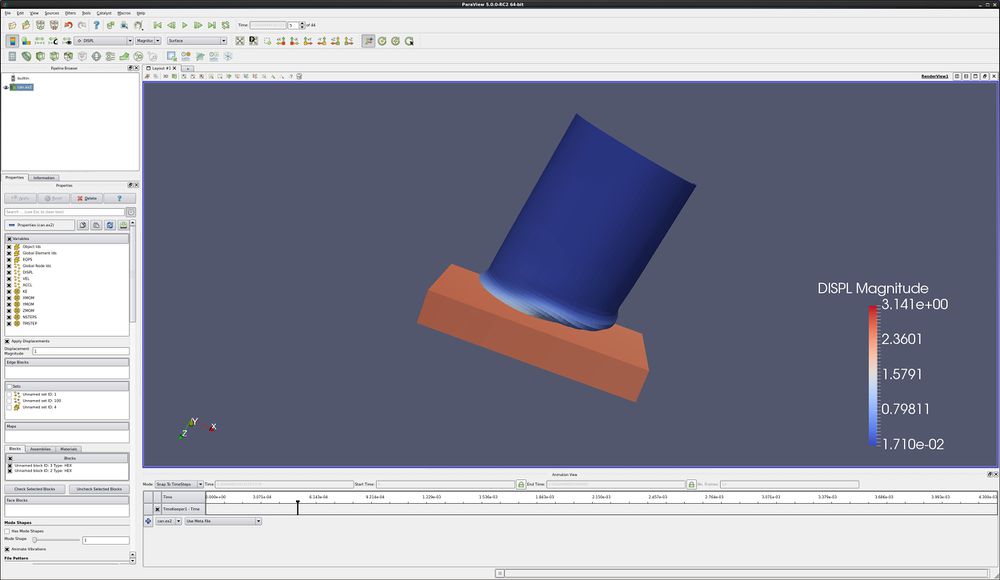 ParaView 5.0.0-RC2 64-bit
File Edit View Sources Filters Tools Catalyst Macros Help
Time: 5 of 44
DISPL Magnitude Surface
Pipeline Browser
builtin:
can.ex2
Layout #1
RenderView1
Properties Information
Properties
Apply Reset Delete ?
Search ... (use Esc to clear text)
Properties (can.ex2)
Variables
Object Ids
Global Element Ids
EQPS
Global Node Ids
DISPL
VEL
ACCL
KE
XMOM
YMOM
ZMOM
NSTEPS
TMSTEP
Apply Displacements
Displacement Magnitude 1
Edge Blocks
Sets
Unnamed set ID: 1
Unnamed set ID: 100
Unnamed set ID: 4
Maps
Blocks Assemblies Materials
Blocks
Unnamed block ID: 1 Type: HEX
Unnamed block ID: 2 Type: HEX
Check Selected Blocks Uncheck Selected Blocks
Face Blocks
Mode Shapes
Has Mode Shapes
Mode Shape 1
Animate Vibrations
File Pattern
DISPL Magnitude
3.141e+00
2.3601
1.5791
0.79811
1.710e-02
Y
X
Z
Animation View
Mode: Snap To TimeSteps Time: Start Time: End Time: No. Frames:
Time 0.000e+00 3.071e-04 6.143e-04 9.214e-04 1.229e-03 1.536e-03 1.843e-03 2.150e-03 2.457e-03 2.764e-03 3.071e-03 3.379e-03 3.686e-03 3.993e-03
TimeKeeper1 - Time
can.ex2 Use Meta File